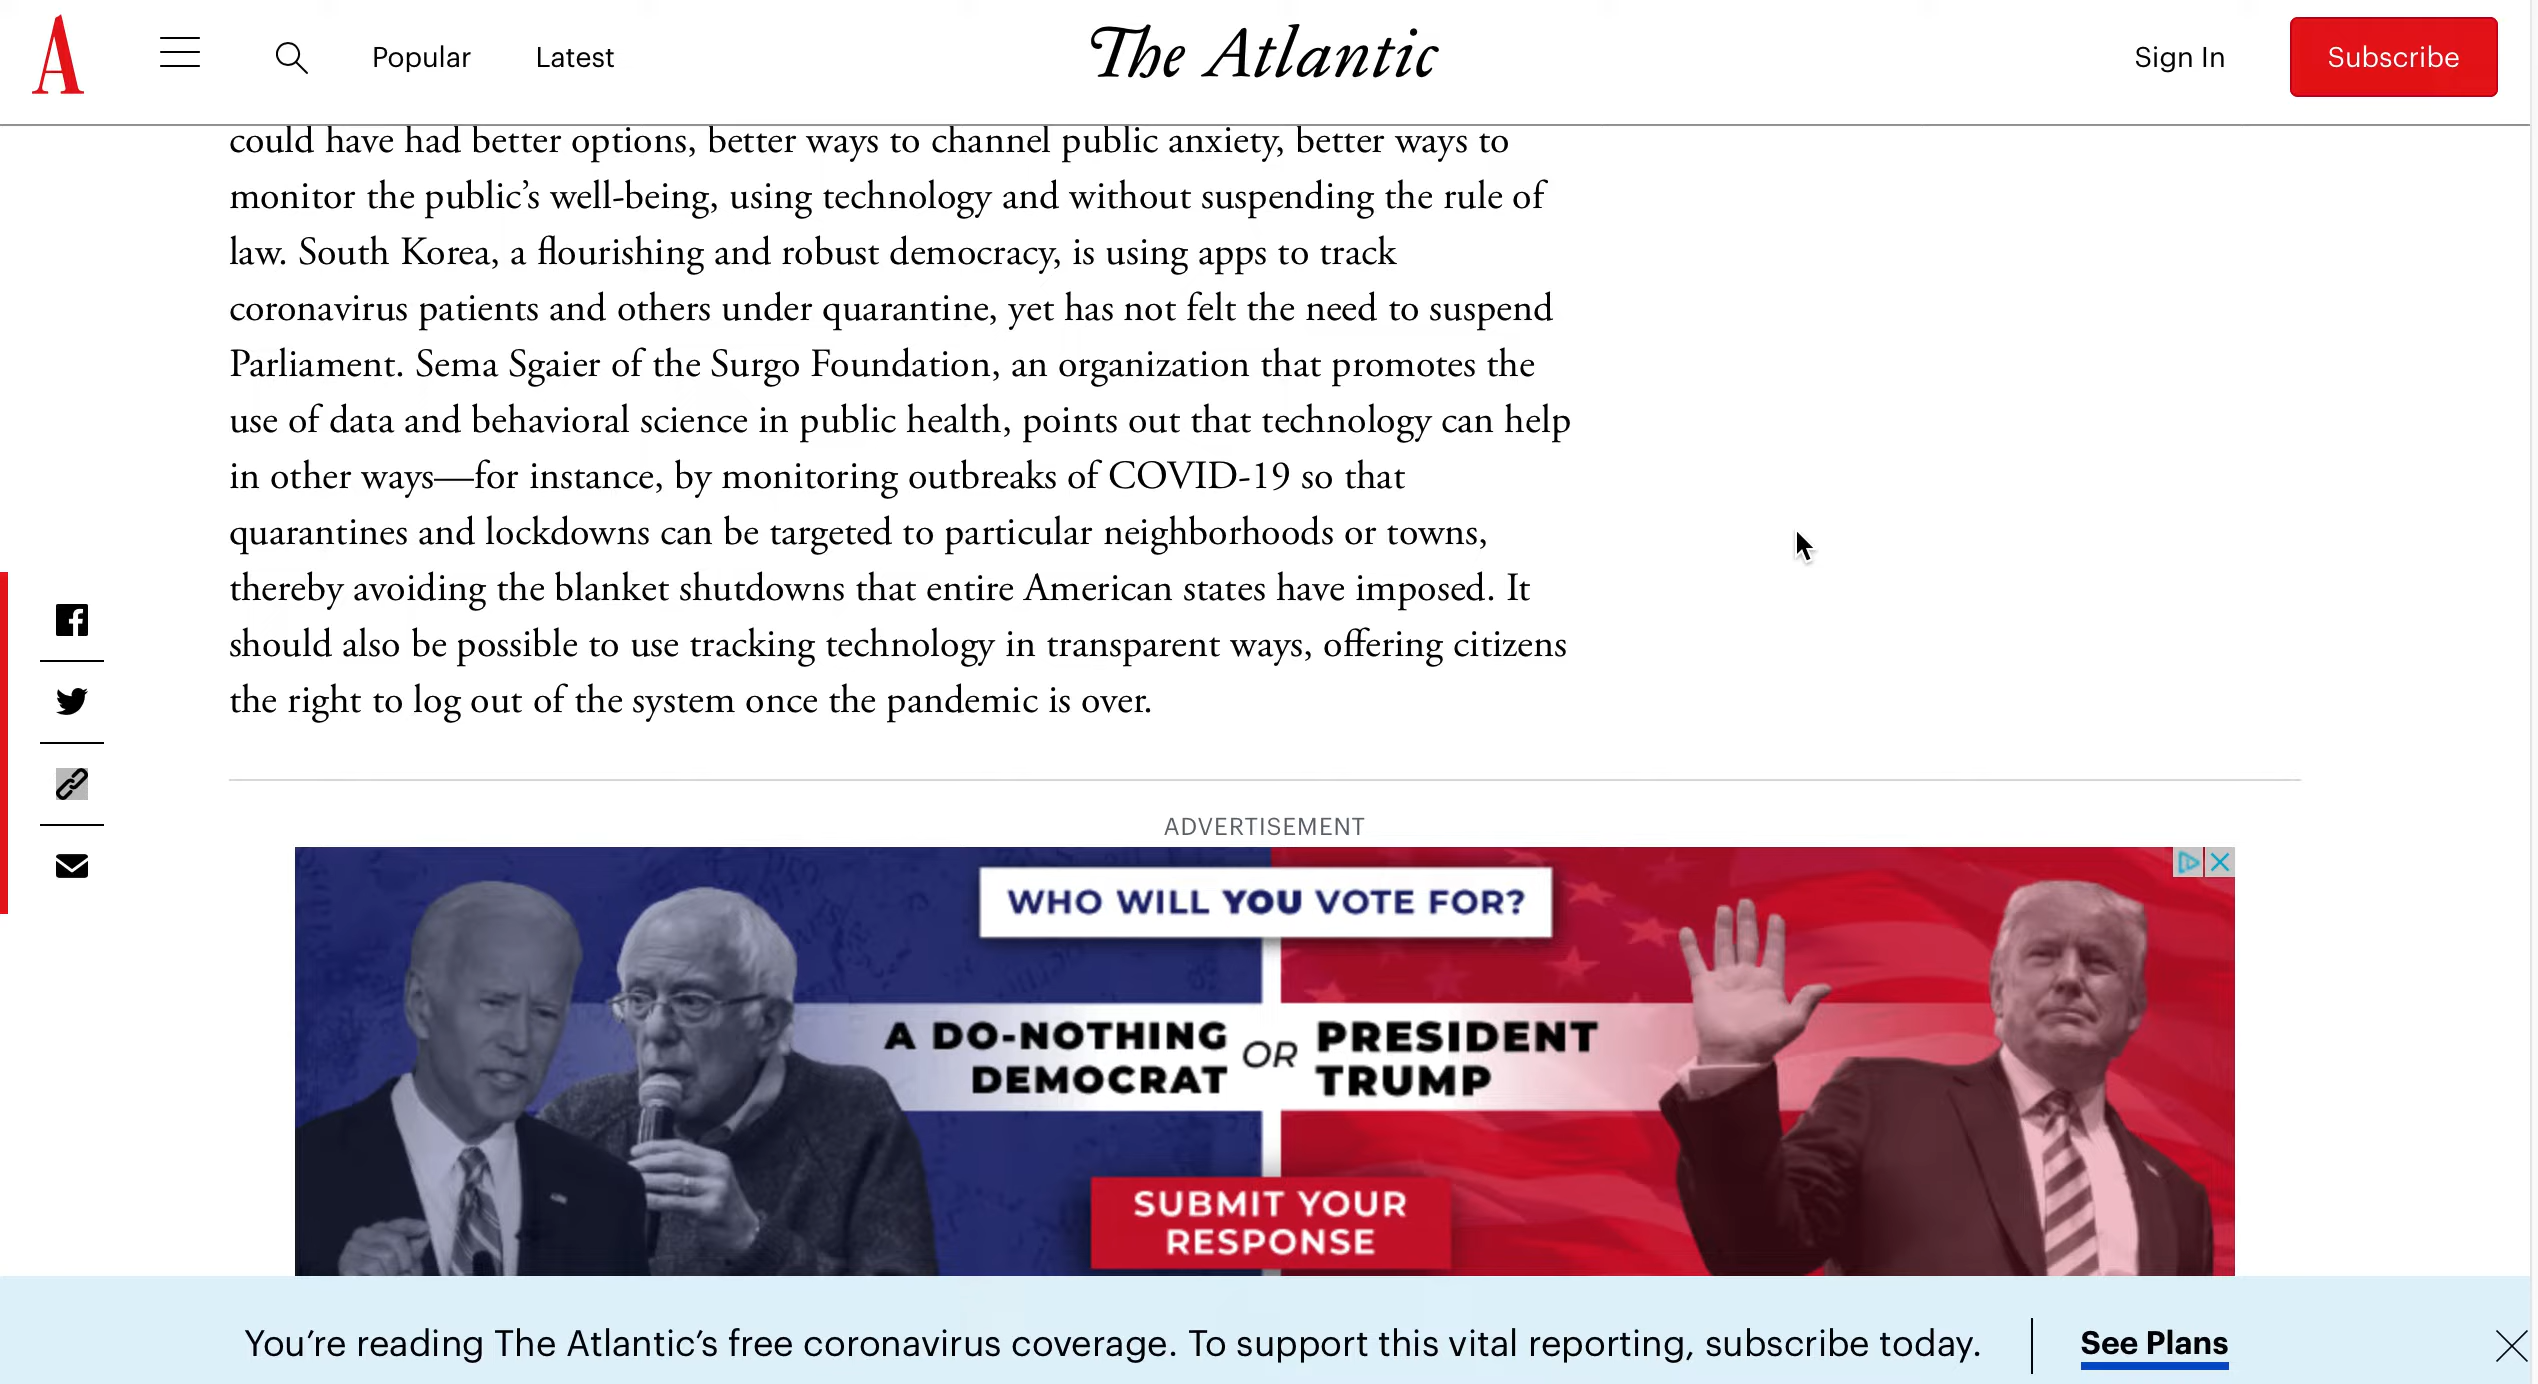 A
Popular
Latest
The Atlantic
Sign In
Subscribe
could have had better options, better ways to channel public anxiety, better ways to
monitor the public’s well-being, using technology and without suspending the rule of
law. South Korea, a flourishing and robust democracy, is using apps to track
coronavirus patients and others under quarantine, yet has not felt the need to suspend
Parliament. Sema Sgaier of the Surgo Foundation, an organization that promotes the
use of data and behavioral science in public health, points out that technology can help
in other ways—for instance, by monitoring outbreaks of COVID-19 so that
quarantines and lockdowns can be targeted to particular neighborhoods or towns,
thereby avoiding the blanket shutdowns that entire American states have imposed. It
should also be possible to use tracking technology in transparent ways, offering citizens
the right to log out of the system once the pandemic is over.
ADVERTISEMENT
WHO WILL YOU VOTE FOR?
A DO-NOTHING
DEMOCRAT
OR
PRESIDENT
TRUMP
SUBMIT YOUR
RESPONSE
You’re reading The Atlantic’s free coronavirus coverage. To support this vital reporting, subscribe today.
See Plans